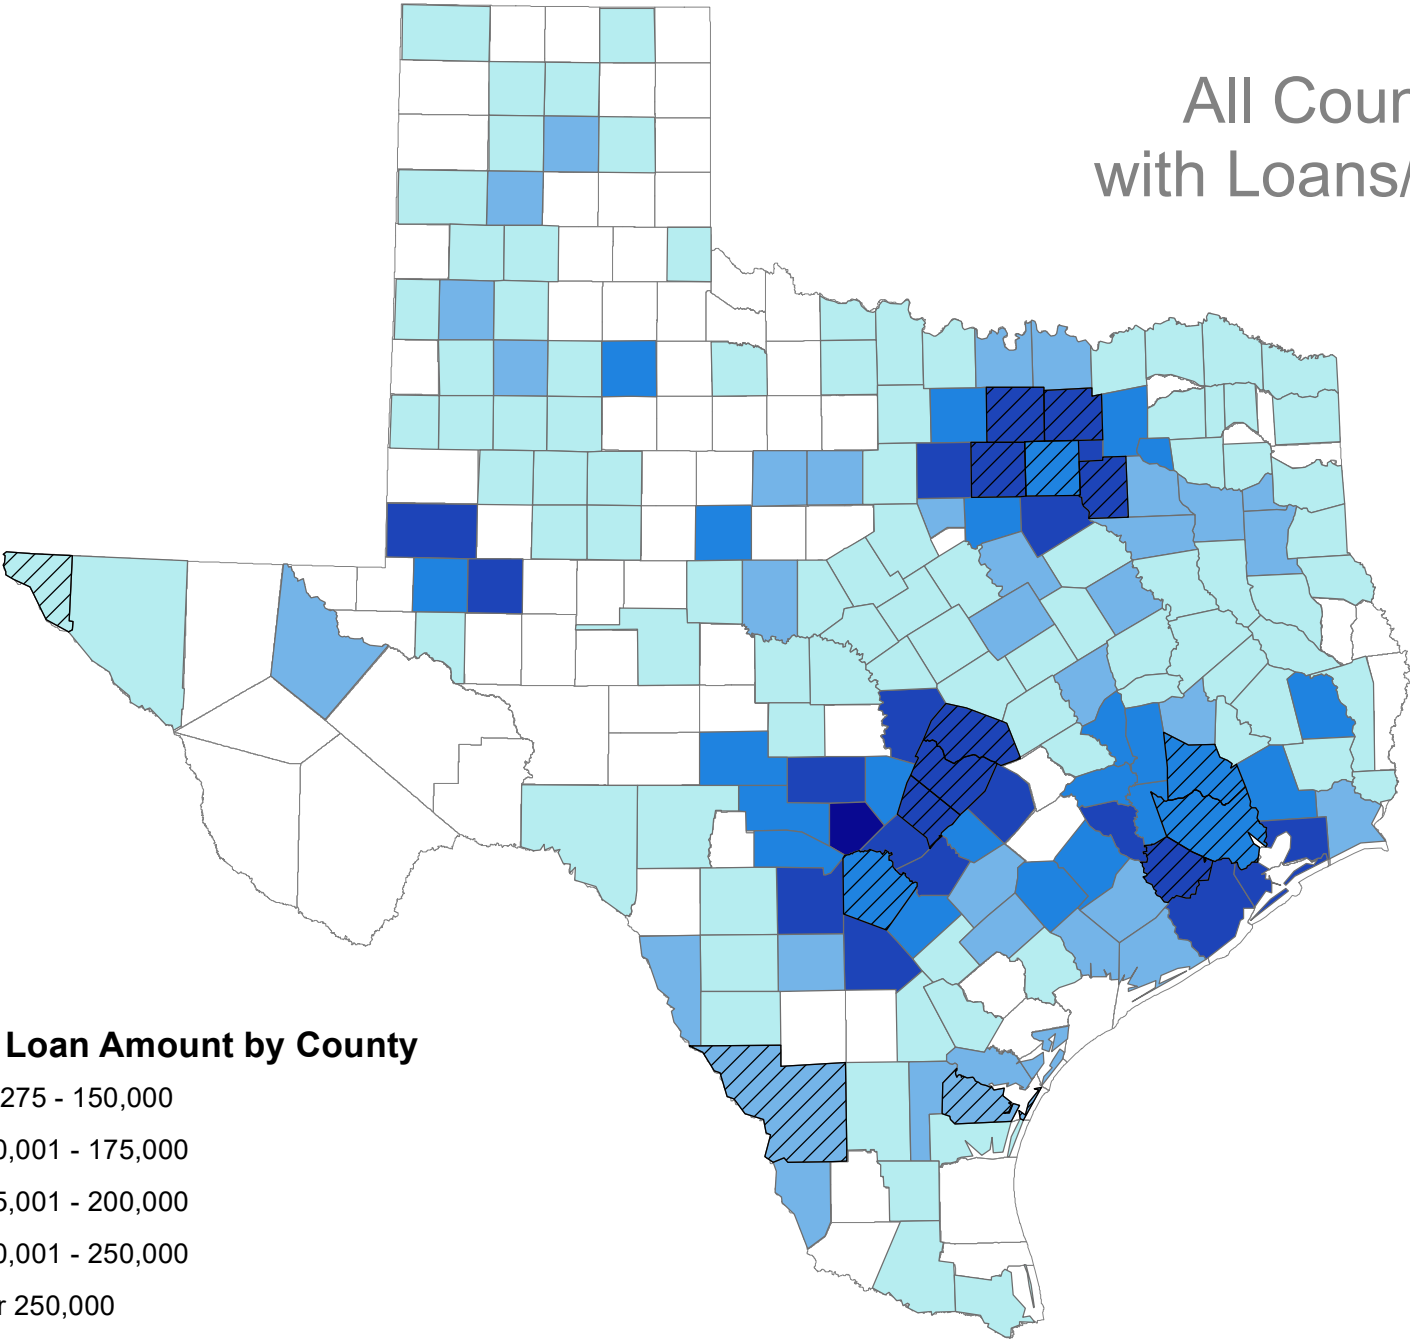 All Coun
with Loans/
Loan Amount by County
275 - 150,000
0,001 - 175,000
5,001 - 200,000
0,001 - 250,000
r 250,000